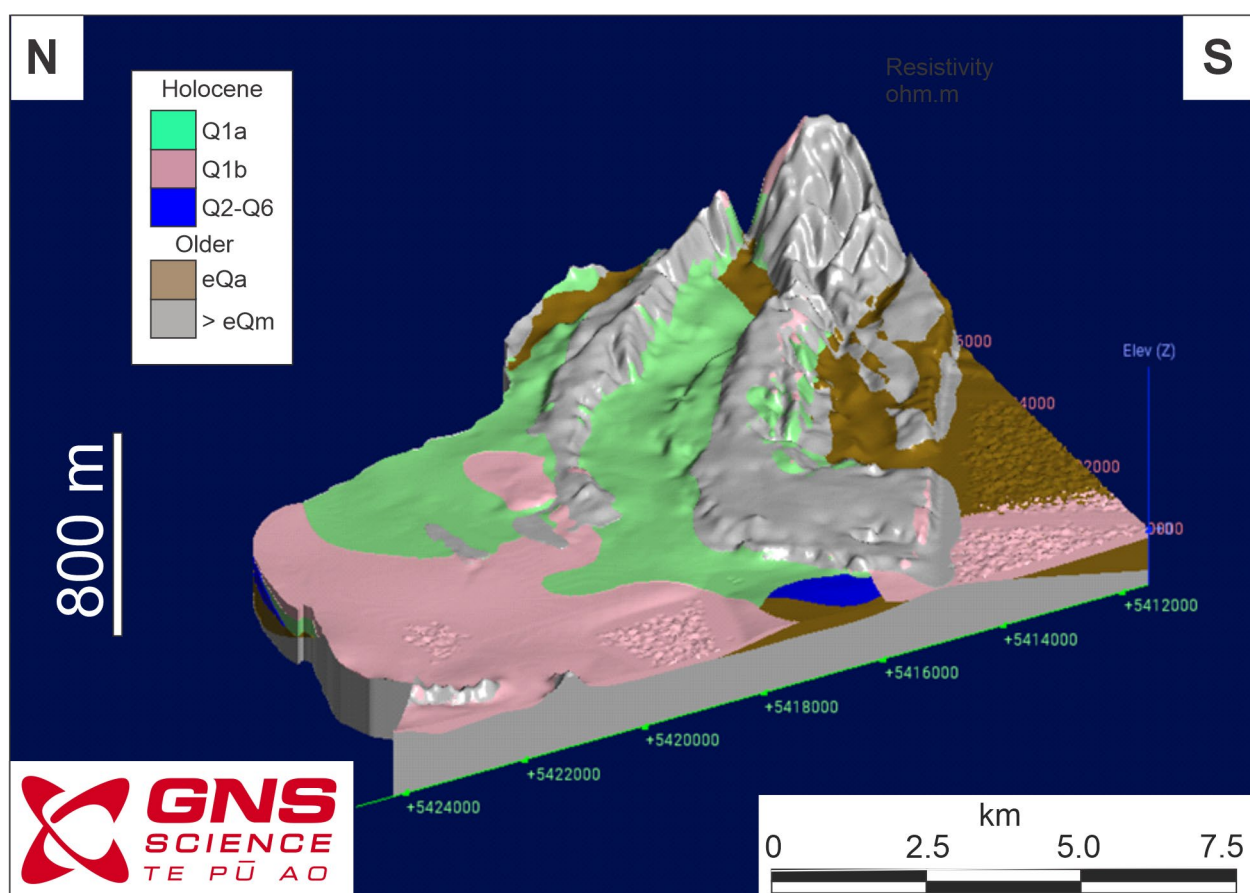 N
S
Resistivity
ohm.m
Holocene
Q1a
Q1b
Q2-Q6
Older
eQa
> eQm
Elev (Z)
800 m
+5412000
+5414000
+5416000
+5418000
+5420000
+5422000
+5424000
GNS
SCIENCE
TE PŪ AO
km
0 2.5 5.0 7.5